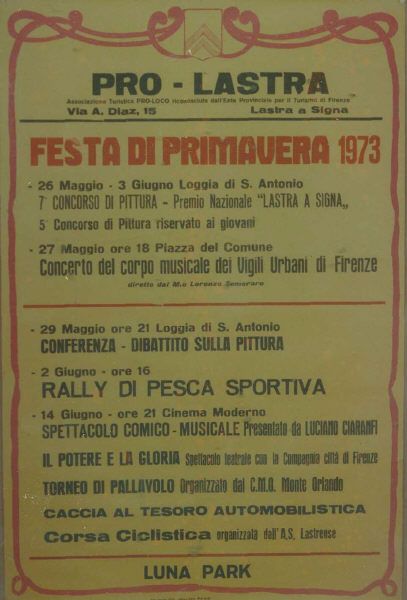 PRO - LASTRA
Associazione Turistica PRO-LOCO riconosciuta dall'Ente Provinciale per il Turismo di Firenze
Via A. Diaz, 15 Lastra a Signa
FESTA DI PRIMAVERA 1973
- 26 Maggio - 3 Giugno Loggia di S. Antonio
7° CONCORSO DI PITTURA - Premio Nazionale "LASTRA A SIGNA„
5° Concorso di Pittura riservato ai giovani
- 27 Maggio ore 18 Piazza del Comune
Concerto del corpo musicale dei Vigili Urbani di Firenze
diretto dal M.o Lorenzo Semeraro
- 29 Maggio ore 21 Loggia di S. Antonio
CONFERENZA - DIBATTITO SULLA PITTURA
- 2 Giugno - ore 16
RALLY DI PESCA SPORTIVA
- 14 Giugno - ore 21 Cinema Moderno
SPETTACOLO COMICO - MUSICALE Presentato da LUCIANO CIARANFI
IL POTERE E LA GLORIA Spettacolo teatrale con la Compagnia città di Firenze
TORNEO DI PALLAVOLO Organizzato dal C.M.O. Monte Orlando
CACCIA AL TESORO AUTOMOBILISTICA
Corsa Ciclistica organizzata dall'A.S. Lastrense
LUNA PARK